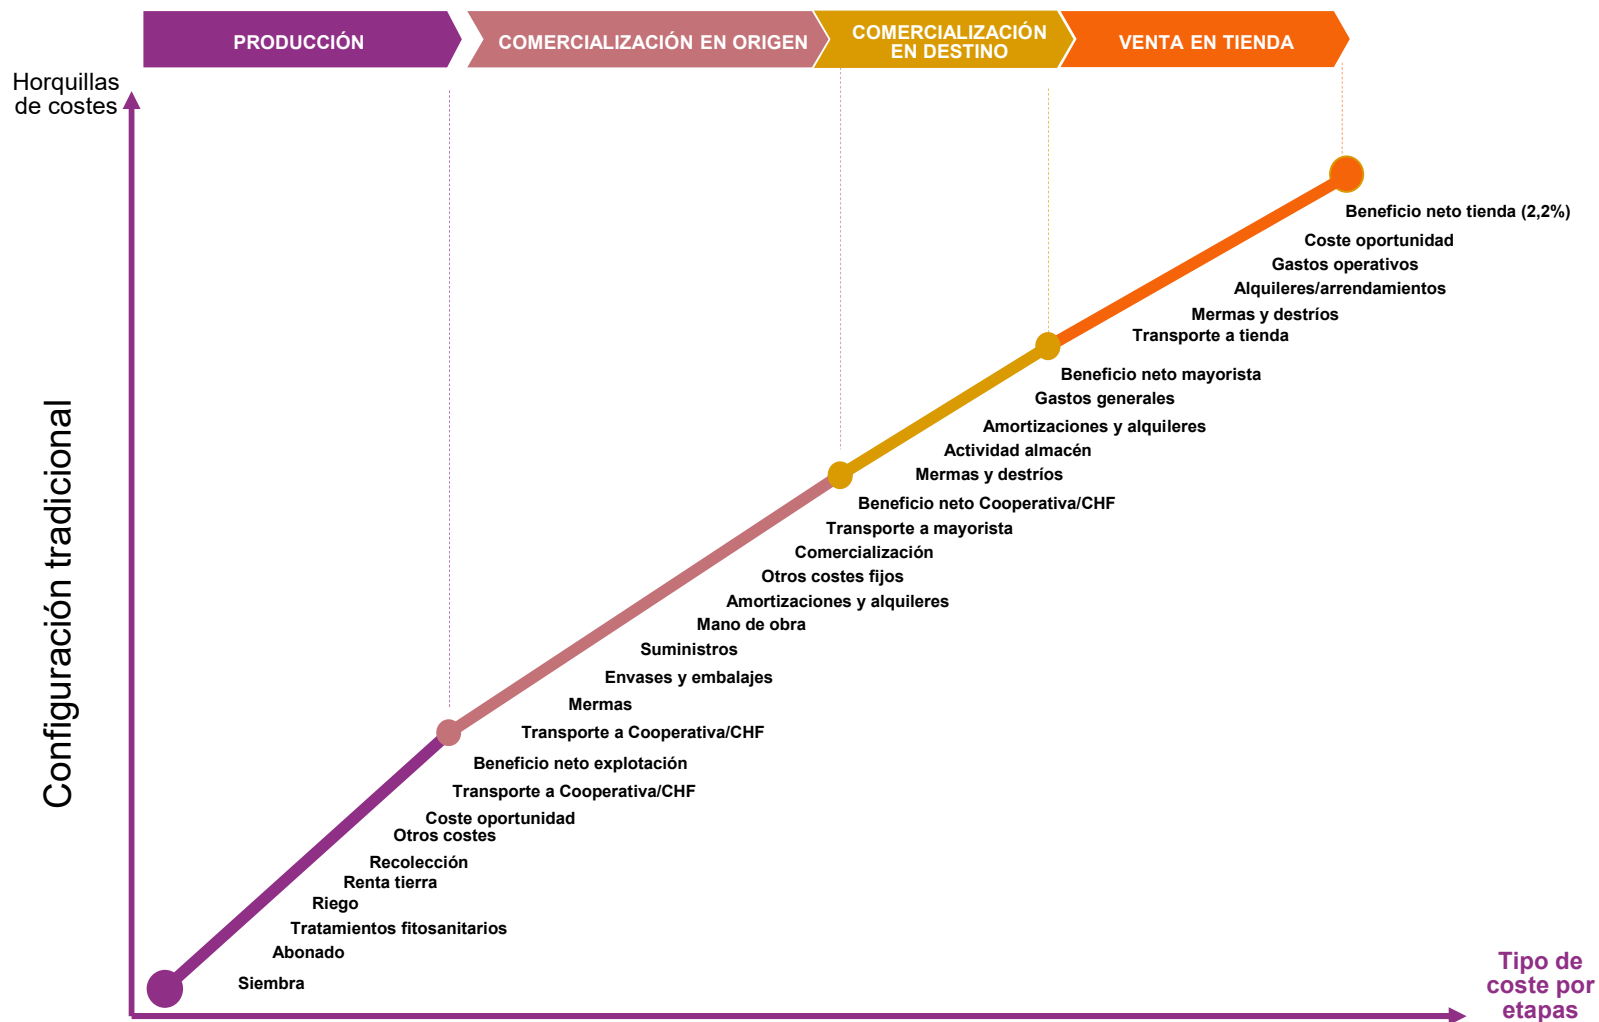 PRODUCCIÓN
COMERCIALIZACIÓN EN ORIGEN
COMERCIALIZACIÓN
EN DESTINO
VENTA EN TIENDA
Horquillas
de costes
Configuración tradicional
Beneficio neto tienda (2,2%)
Coste oportunidad
Gastos operativos
Alquileres/arrendamientos
Mermas y destríos
Transporte a tienda
Beneficio neto mayorista
Gastos generales
Amortizaciones y alquileres
Actividad almacén
Mermas y destríos
Beneficio neto Cooperativa/CHF
Transporte a mayorista
Comercialización
Otros costes fijos
Amortizaciones y alquileres
Mano de obra
Suministros
Envases y embalajes
Mermas
Transporte a Cooperativa/CHF
Beneficio neto explotación
Transporte a Cooperativa/CHF
Coste oportunidad
Otros costes
Recolección
Renta tierra
Riego
Tratamientos fitosanitarios
Abonado
Siembra
Tipo de
coste por
etapas